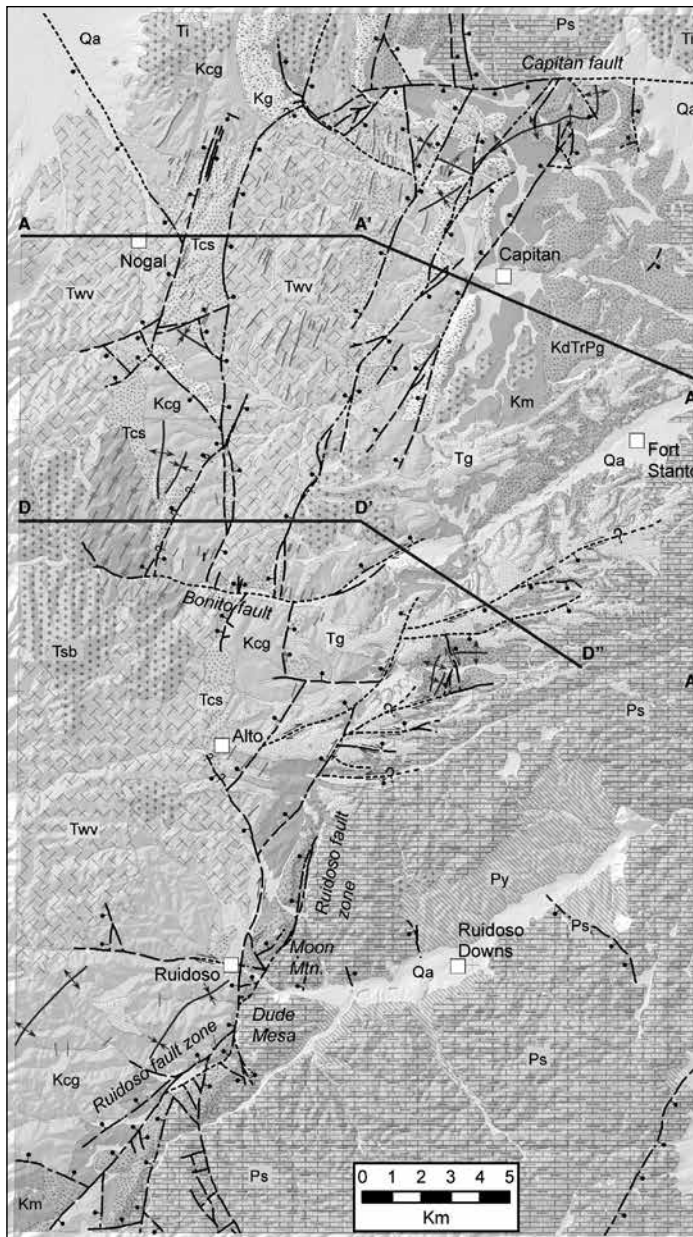 Qa
Ti
Ps
Ti
Kcg
Capitan fault
Kg
Qa
A
A'
Nogal
Tcs
Capitan
Twv
Twv
KdTrPg
A
Km
Kcg
Tcs
Tg
Qa
Fort
Stanto
D
D'
?
Bonito fault
Tsb
Kcg
Tg
D"
A
Tcs
?
Ps
Alto
?
Twv
Ruidoso fault
zone
Py
Ps
Ruidoso
Downs
Moon
Mtn.
Qa
Ruidoso
Dude
Mesa
Ruidoso fault zone
Ps
Kcg
Ps
Km
0 1 2 3 4 5
Km